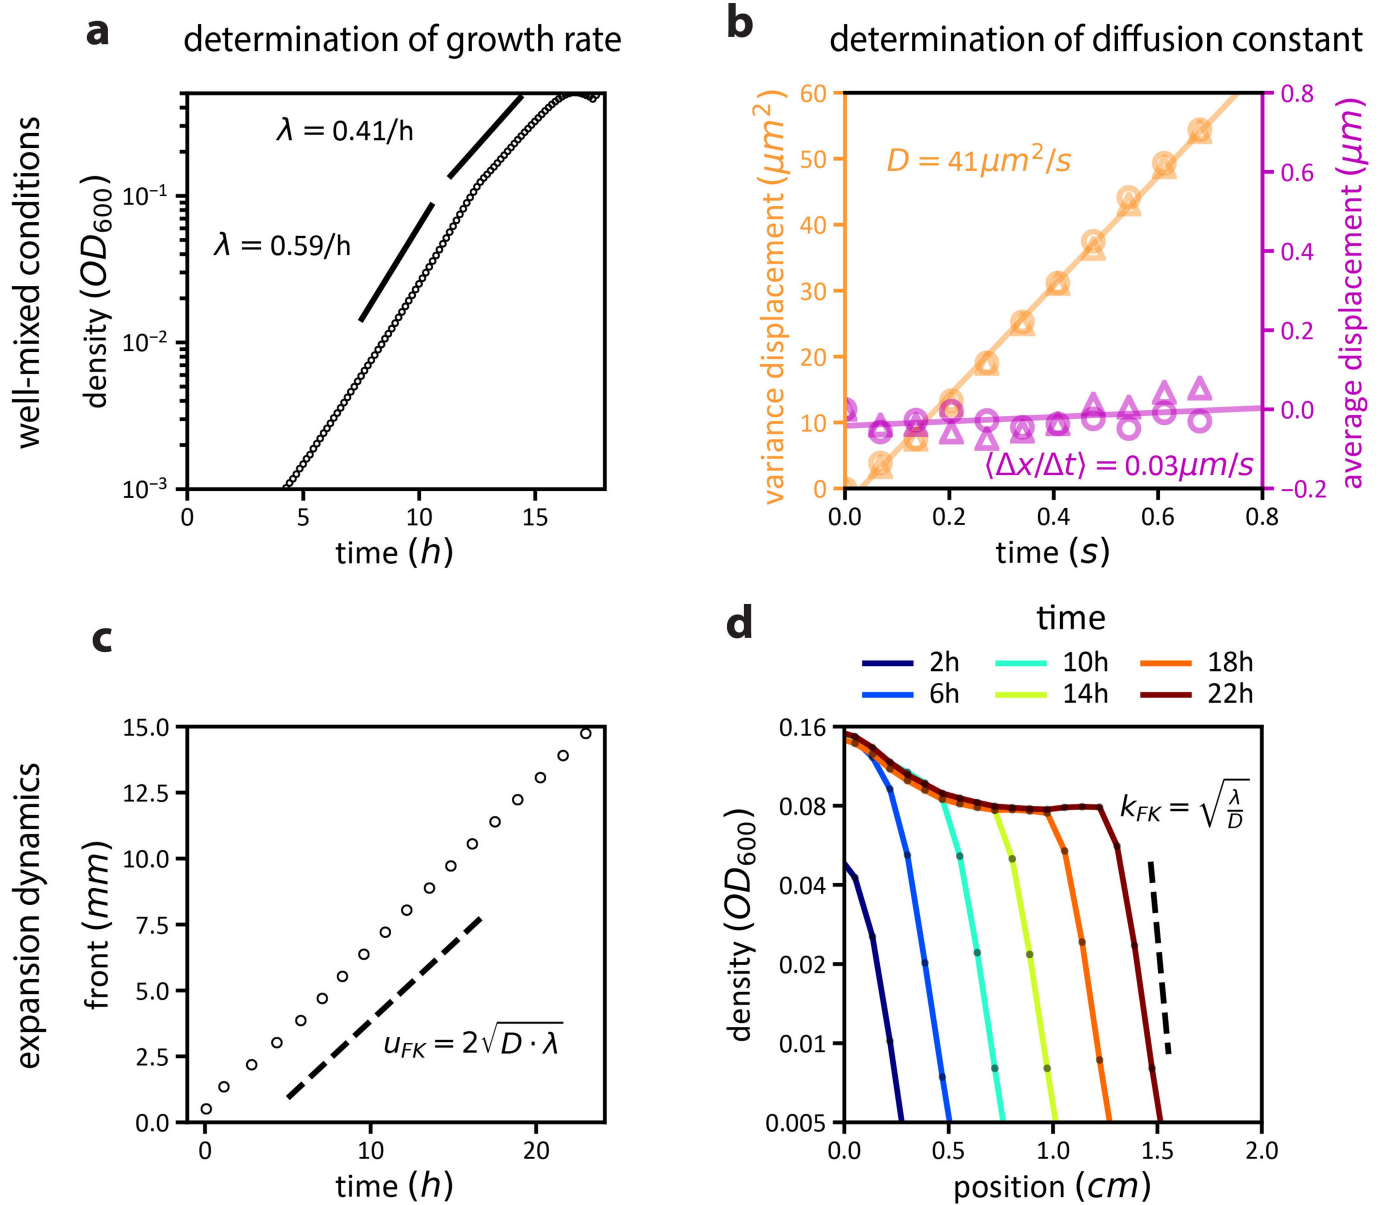 a
determination of growth rate
well-mixed conditions
density (OD600)
10⁻¹
10⁻²
10⁻³
λ = 0.41/h
λ = 0.59/h
0 5 10 15
time (h)
b
determination of diffusion constant
variance displacement (μm²)
60
50
40
30
20
10
0
D = 41μm²/s
⟨Δx/Δt⟩ = 0.03μm/s
0.8
0.6
0.4
0.2
0.0
−0.2
average displacement (μm)
0.0 0.2 0.4 0.6 0.8
time (s)
c
expansion dynamics
front (mm)
15.0
12.5
10.0
7.5
5.0
2.5
0.0
u_FK = 2√D · λ
0 10 20
time (h)
d
time
2h 10h 18h
6h 14h 22h
density (OD600)
0.16
0.08
0.04
0.02
0.01
0.005
k_FK = √λ/D
0.0 0.5 1.0 1.5 2.0
position (cm)